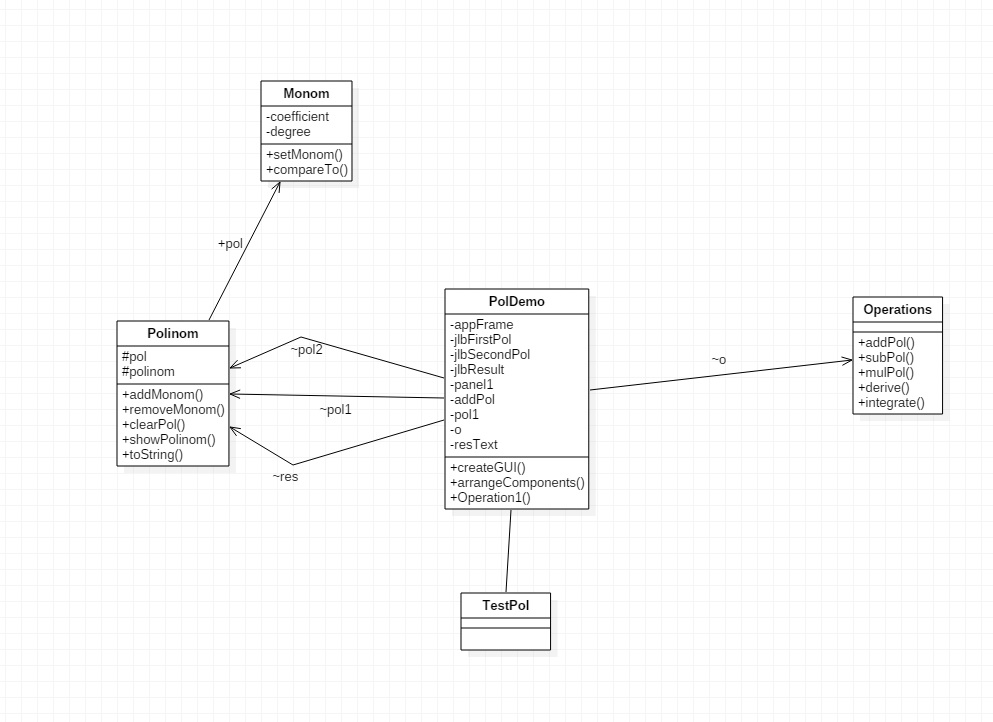 Monom
-coefficient
-degree
+setMonom()
+compareTo()
+pol
Polinom
#pol
#polinom
+addMonom()
+removeMonom()
+clearPol()
+showPolinom()
+toString()
~pol2
~pol1
~res
PolDemo
-appFrame
-jlbFirstPol
-jlbSecondPol
-jlbResult
-panel1
-addPol
-pol1
-o
-resText
+createGUI()
+arrangeComponents()
+Operation1()
~o
Operations
+addPol()
+subPol()
+mulPol()
+derive()
+integrate()
TestPol